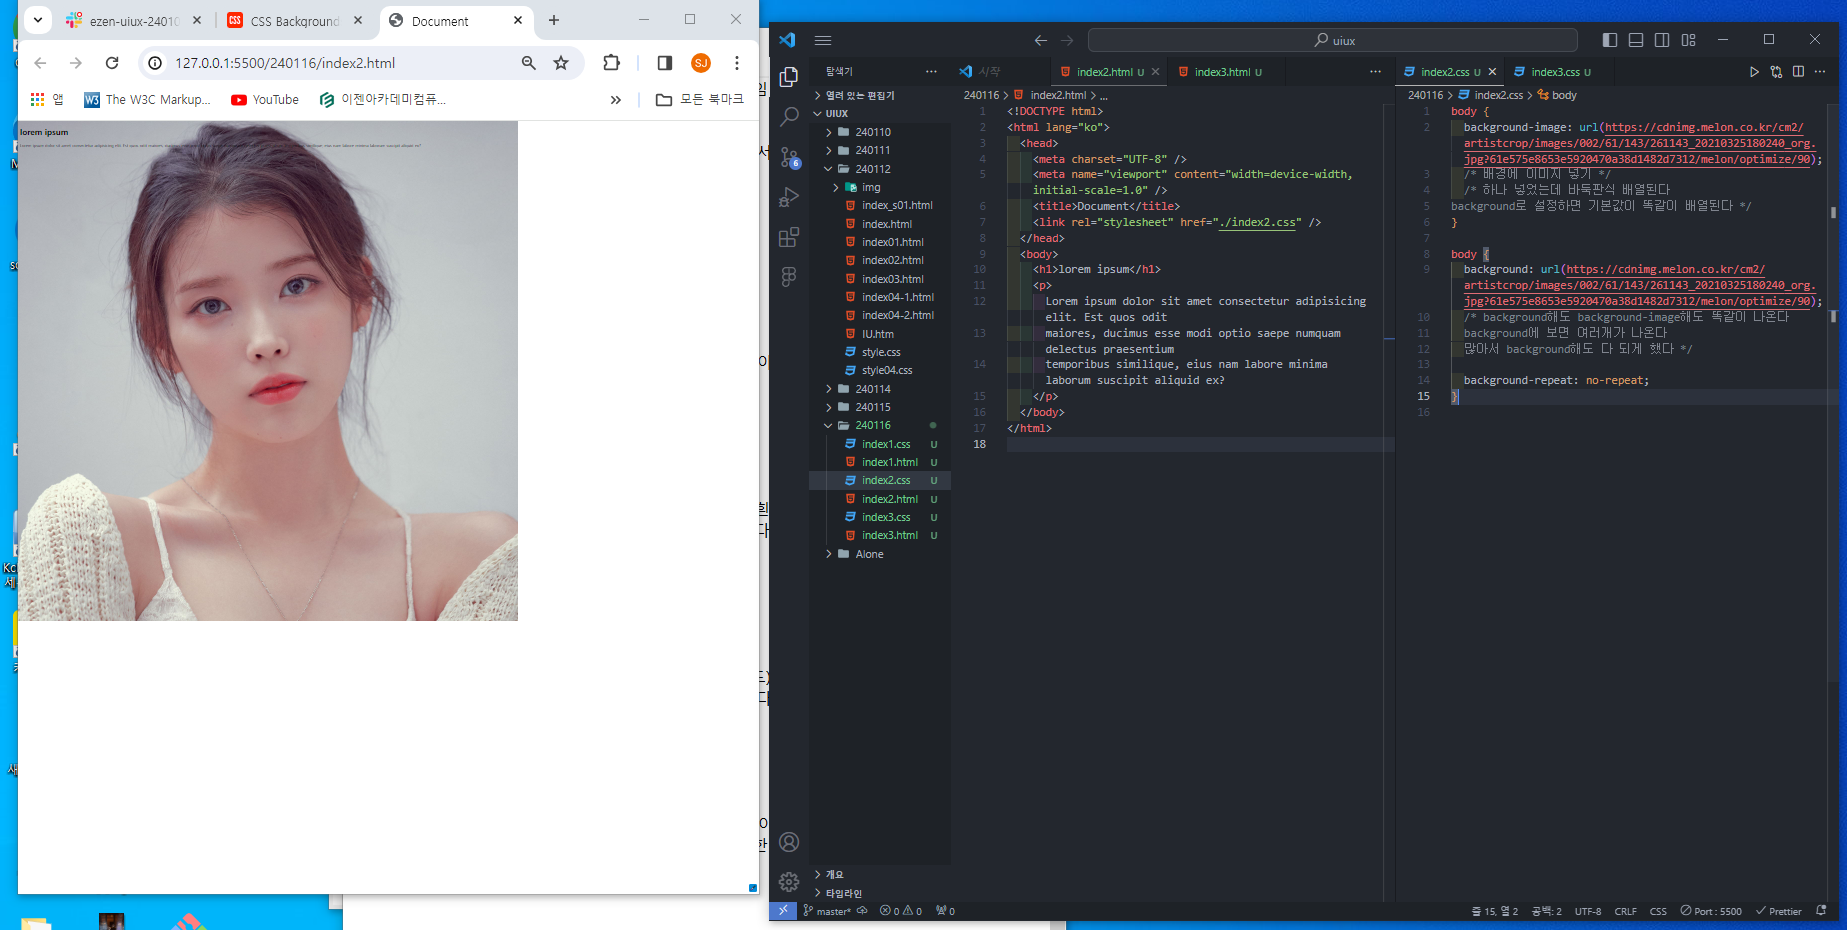 ezen-uiux-24010
CSS Background
Document
127.0.0.1:5500/240116/index2.html
SJ
앱
The W3C Markup...
YouTube
이젠아카데미컴퓨...
모든 북마크
lorem ipsum
uiux
탐색기
열려 있는 편집기
UIUX
240110
240111
240112
img
index_s01.html
index.html
index01.html
index02.html
index03.html
index04-1.html
index04-2.html
IU.htm
style.css
style04.css
240114
240115
240116
index1.css U
index1.html U
index2.css U
index2.html U
index3.css U
index3.html U
Alone
개요
타임라인
6
시작
index2.html U
index3.html U
240116 > index2.html > ...
1 <!DOCTYPE html>
2 <html lang="ko">
3 <head>
4 <meta charset="UTF-8" />
5 <meta name="viewport" content="width=device-width,
initial-scale=1.0" />
6 <title>Document</title>
7 <link rel="stylesheet" href="./index2.css" />
8 </head>
9 <body>
10 <h1>lorem ipsum</h1>
11 <p>
12 Lorem ipsum dolor sit amet consectetur adipisicing
elit. Est quos odit
13 maiores, ducimus esse modi optio saepe numquam
delectus praesentium
14 temporibus similique, eius nam labore minima
laborum suscipit aliquid ex?
15 </p>
16 </body>
17 </html>
18
index2.css U
index3.css U
240116 > index2.css > body
1 body {
2 background-image: url(https://cdnimg.melon.co.kr/cm2/
artistcrop/images/002/61/143/261143_20210325180240_org.
jpg?61e575e8653e5920470a38d1482d7312/melon/optimize/90);
3 /* 배경에 이미지 넣기 */
4 /* 하나 넣었는데 바둑판식 배열된다
5 background로 설정하면 기본값이 똑같이 배열된다 */
6 }
7
8 body {
9 background: url(https://cdnimg.melon.co.kr/cm2/
artistcrop/images/002/61/143/261143_20210325180240_org.
jpg?61e575e8653e5920470a38d1482d7312/melon/optimize/90);
10 /* background해도 background-image해도 똑같이 나온다
11 background에 보면 여러개가 나온다
12 많아서 background해도 다 되게 했다 */
13
14 background-repeat: no-repeat;
15 }
16
master*
0 0
0
줄 15, 열 2
공백: 2
UTF-8
CRLF
CSS
Port : 5500
Prettier